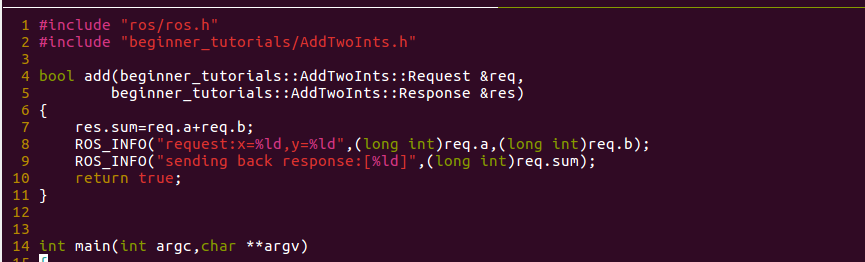 1 #include "ros/ros.h"
2 #include "beginner_tutorials/AddTwoInts.h"
3
4 bool add(beginner_tutorials::AddTwoInts::Request &req,
5         beginner_tutorials::AddTwoInts::Response &res)
6 {
7     res.sum=req.a+req.b;
8     ROS_INFO("request:x=%ld,y=%ld",(long int)req.a,(long int)req.b);
9     ROS_INFO("sending back response:[%ld]",(long int)req.sum);
10     return true;
11 }
12
13
14 int main(int argc,char **argv)
15 {